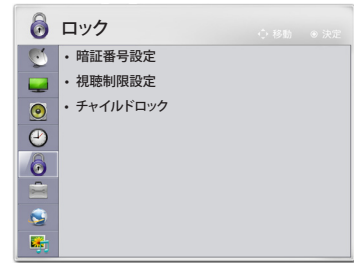 ロック
移動 決定
・暗証番号設定
・視聴制限設定
・チャイルドロック